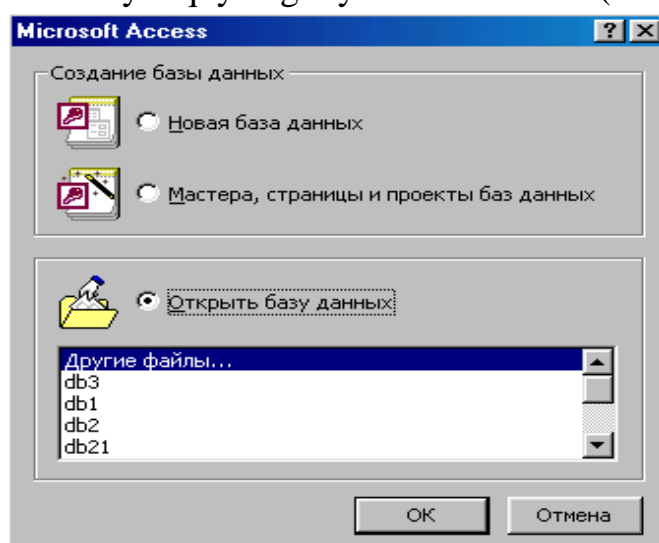 Microsoft Access
Создание базы данных
Новая база данных
Мастера, страницы и проекты баз данных
Открыть базу данных
Другие файлы...
db3
db1
db2
db21
ОК
Отмена